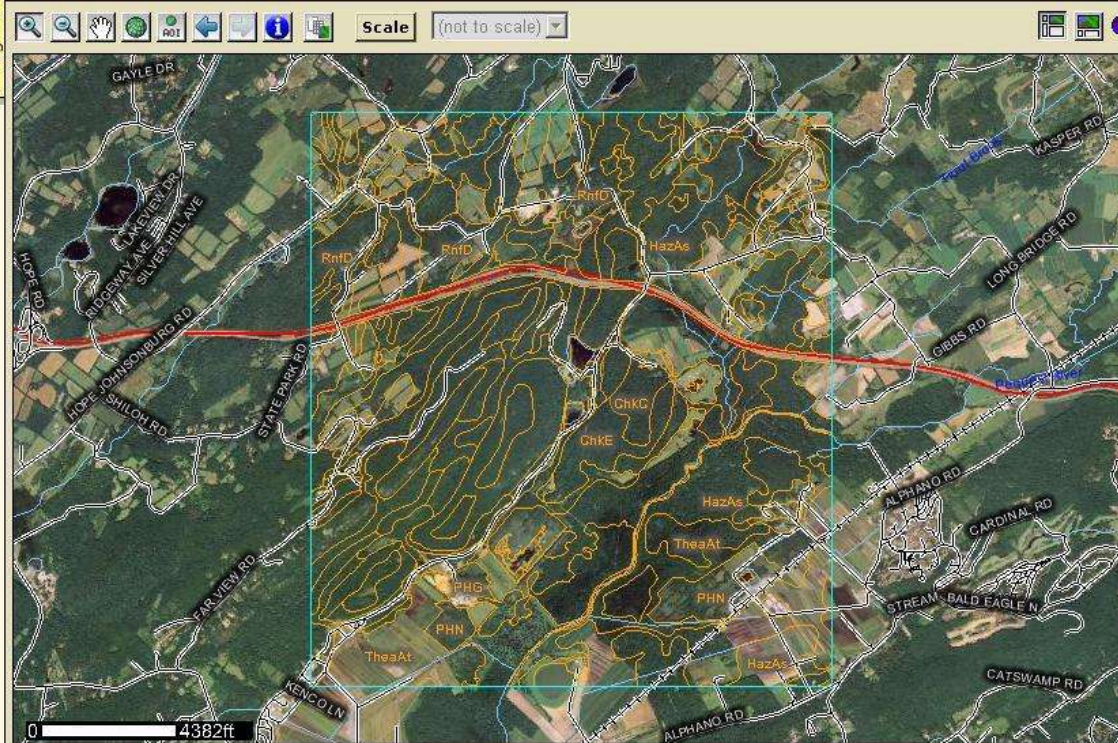 AOI
Scale
(not to scale)
GAYLE DR
KASPER RD
LAKEVIEW DR
RIDGEWAY AVE
SILVER HILL AVE
HOPE RD
LONG BRIDGE RD
RnfD
RnfD
RnfD
HazAs
HOPE JOHNSONBURG RD
GIBBS RD
Pequest River
SHILOH RD
STATE PARK RD
ChkC
ChkE
ALPHANO RD
HazAs
CARDINAL RD
TheaAt
FAR VIEW RD
PHG
PHN
STREAM
BALD EAGLE N
PHN
TheaAt
HazAs
CATSWAMP RD
KENCO LN
ALPHANO RD
0 4382ft